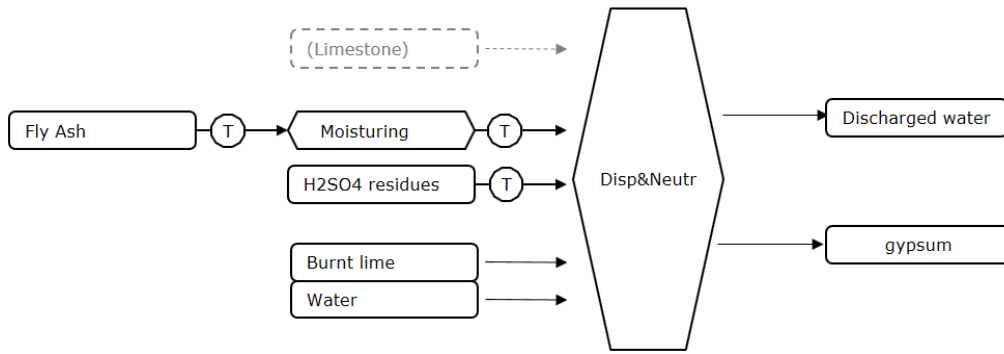 (Limestone)
Fly Ash
T
Moisturing
T
Discharged water
H2SO4 residues
T
Disp&Neutr
Burnt lime
gypsum
Water